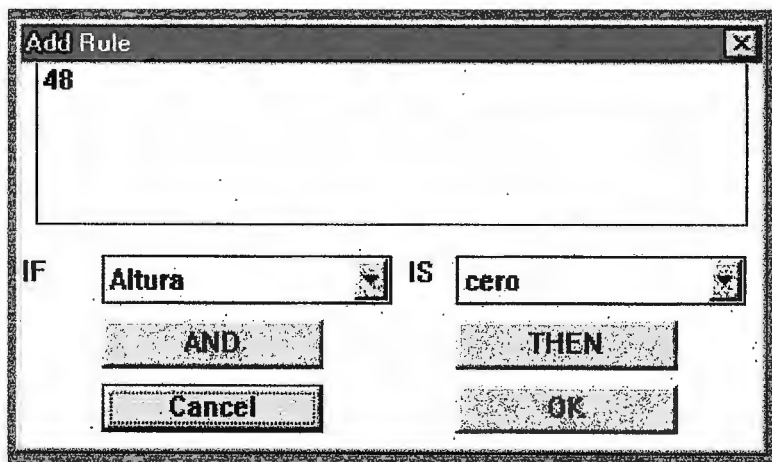 Add Rule
48
IF Altura IS cero
AND THEN
Cancel OK